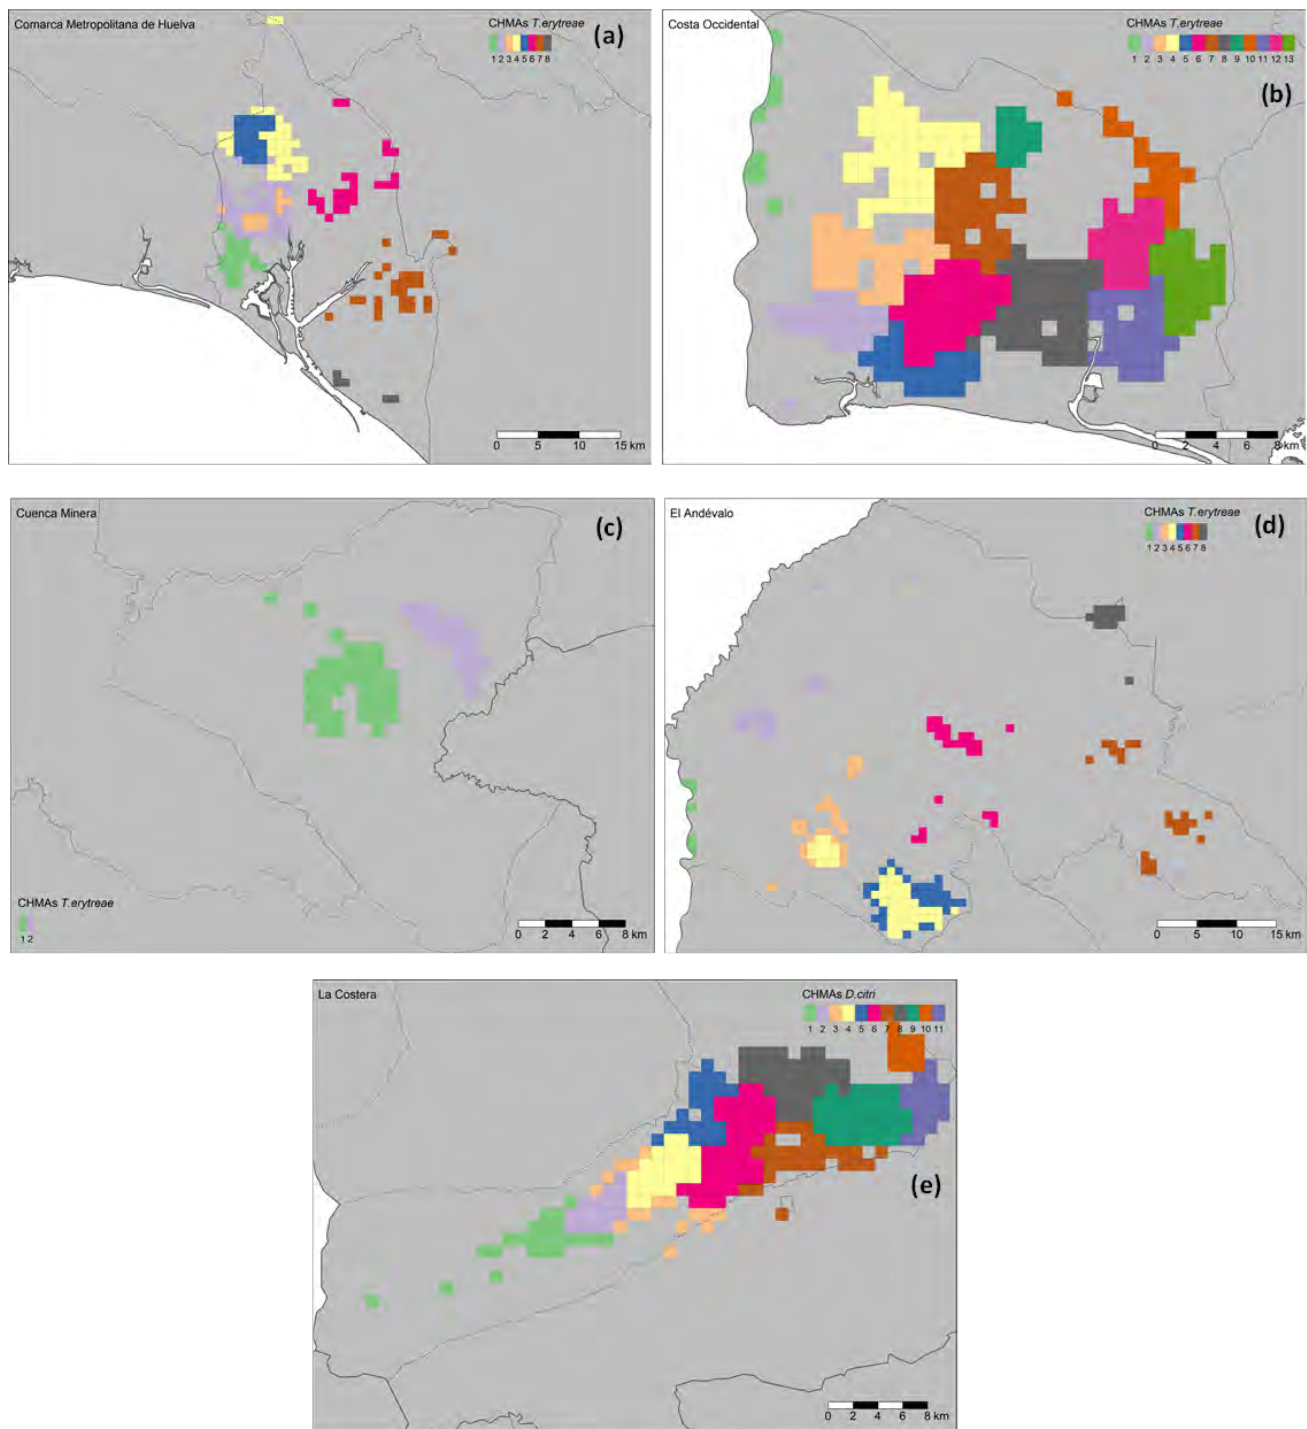 Comarca Metropolitana de Huelva
CHMAs T.erytreae
(a)
1 2 3 4 5 6 7 8
0 5 10 15 km
Costa Occidental
CHMAs T.erytreae
1 2 3 4 5 6 7 8 9 10 11 12 13
(b)
0 2 4 6 8 km
Cuenca Minera
(c)
CHMAs T.erytreae
1 2
0 2 4 6 8 km
El Andévalo
CHMAs T.erytreae
(d)
1 2 3 4 5 6 7 8
0 5 10 15 km
La Costera
CHMAs D.citri
1 2 3 4 5 6 7 8 9 10 11
(e)
0 2 4 6 8 km